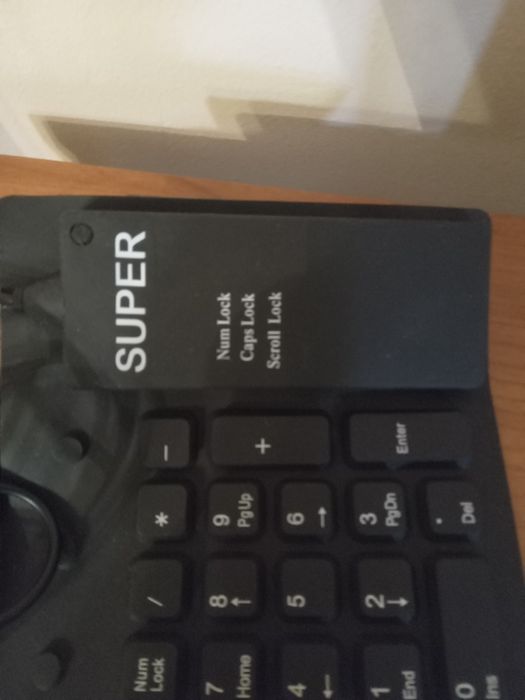 SUPER
Num Lock
Caps Lock
Scroll Lock
Num
Lock
/
*
-
7
Home
8
↑
9
PgUp
+
4
←
5
6
→
1
End
2
↓
3
PgDn
Enter
0
Ins
.
Del